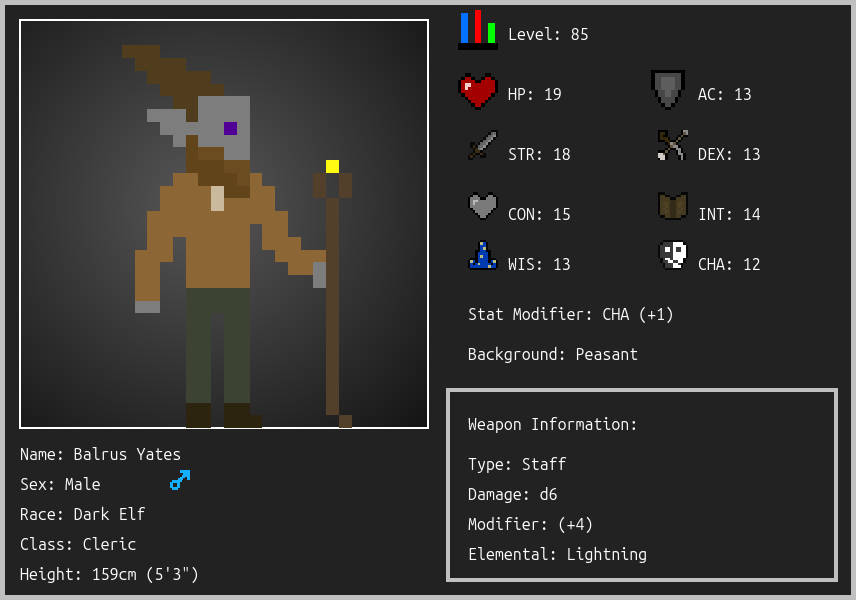 Level: 85
HP: 19
AC: 13
STR: 18
DEX: 13
CON: 15
INT: 14
WIS: 13
CHA: 12
Stat Modifier: CHA (+1)
Background: Peasant
Weapon Information:
Type: Staff
Damage: d6
Modifier: (+4)
Elemental: Lightning
Name: Balrus Yates
Sex: Male
Race: Dark Elf
Class: Cleric
Height: 159cm (5'3")